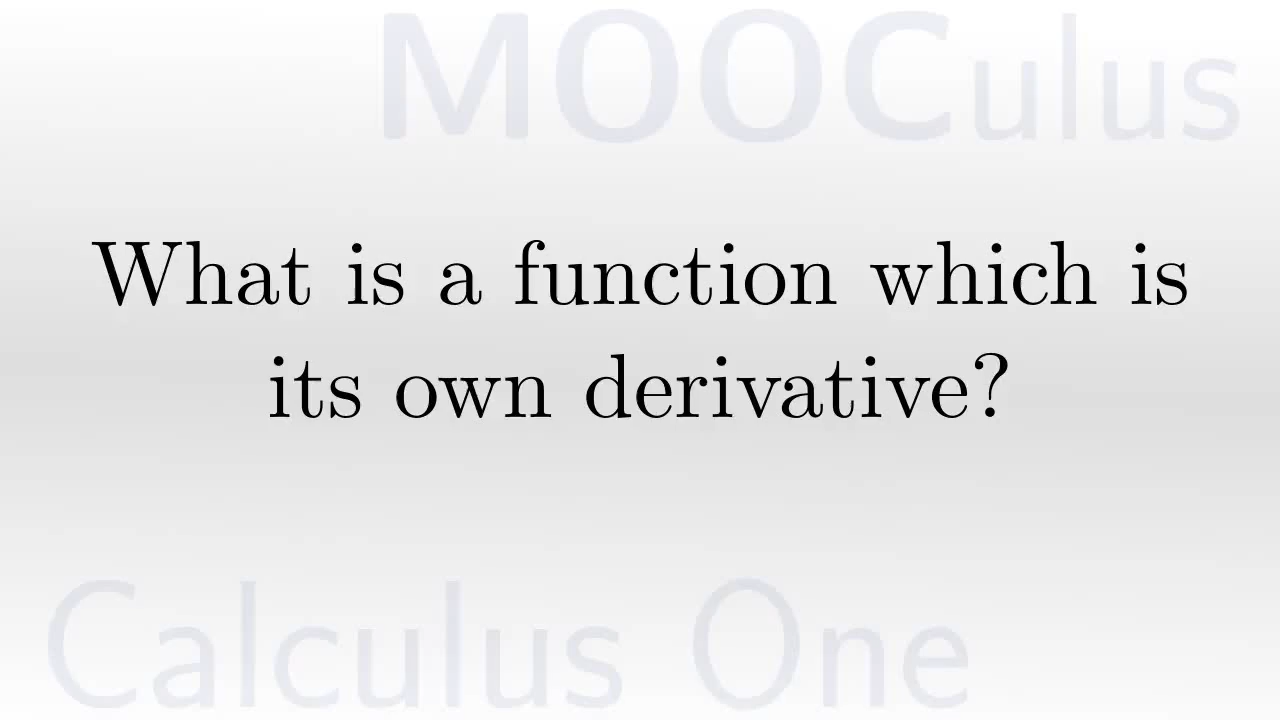 MOOCulus
What is a function which is
its own derivative?
Calculus One